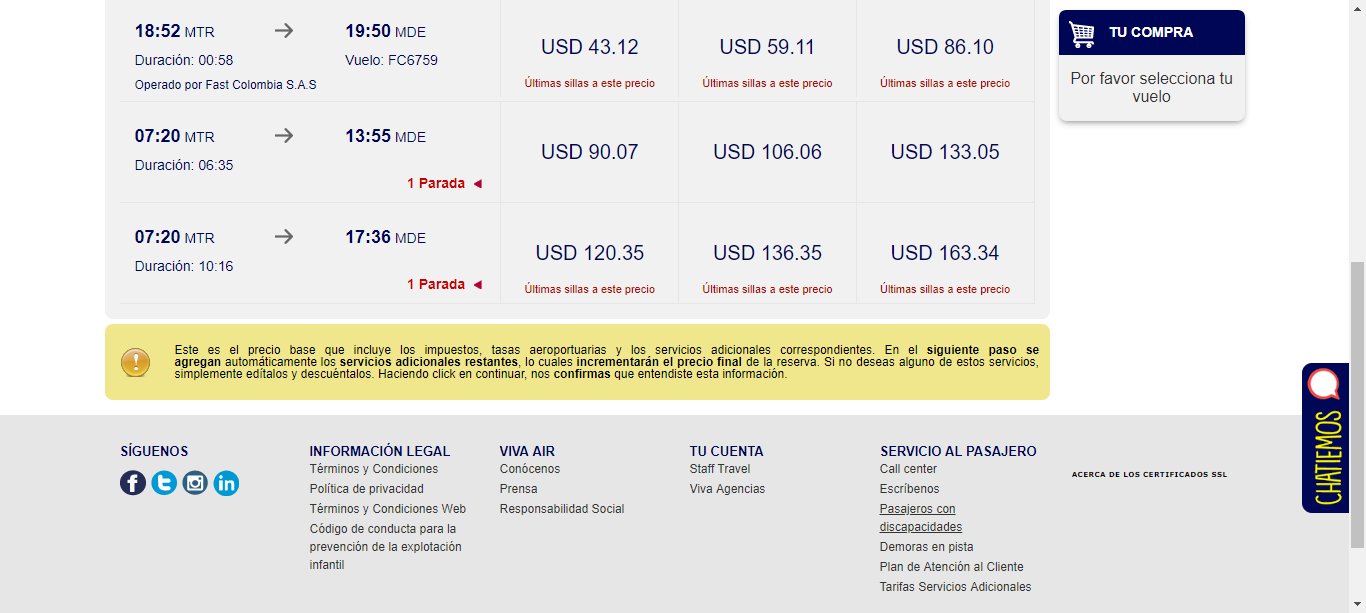 18:52 MTR 19:50 MDE
Duración: 00:58 Vuelo: FC6759
Operado por Fast Colombia S.A.S
USD 43.12 USD 59.11 USD 86.10
Últimas sillas a este precio Últimas sillas a este precio Últimas sillas a este precio
07:20 MTR 13:55 MDE
Duración: 06:35
1 Parada
USD 90.07 USD 106.06 USD 133.05
07:20 MTR 17:36 MDE
Duración: 10:16
1 Parada
USD 120.35 USD 136.35 USD 163.34
Últimas sillas a este precio Últimas sillas a este precio Últimas sillas a este precio
TU COMPRA
Por favor selecciona tu
vuelo
Este es el precio base que incluye los impuestos, tasas aeroportuarias y los servicios adicionales correspondientes. En el siguiente paso se
agregan automáticamente los servicios adicionales restantes, lo cuales incrementarán el precio final de la reserva. Si no deseas alguno de estos servicios,
simplemente edítalos y descuéntalos. Haciendo click en continuar, nos confirmas que entendiste esta información.
CHATIEMOS
SÍGUENOS
INFORMACIÓN LEGAL
Términos y Condiciones
Política de privacidad
Términos y Condiciones Web
Código de conducta para la
prevención de la explotación
infantil
VIVA AIR
Conócenos
Prensa
Responsabilidad Social
TU CUENTA
Staff Travel
Viva Agencias
SERVICIO AL PASAJERO
Call center
Escríbenos
Pasajeros con
discapacidades
Demoras en pista
Plan de Atención al Cliente
Tarifas Servicios Adicionales
ACERCA DE LOS CERTIFICADOS SSL